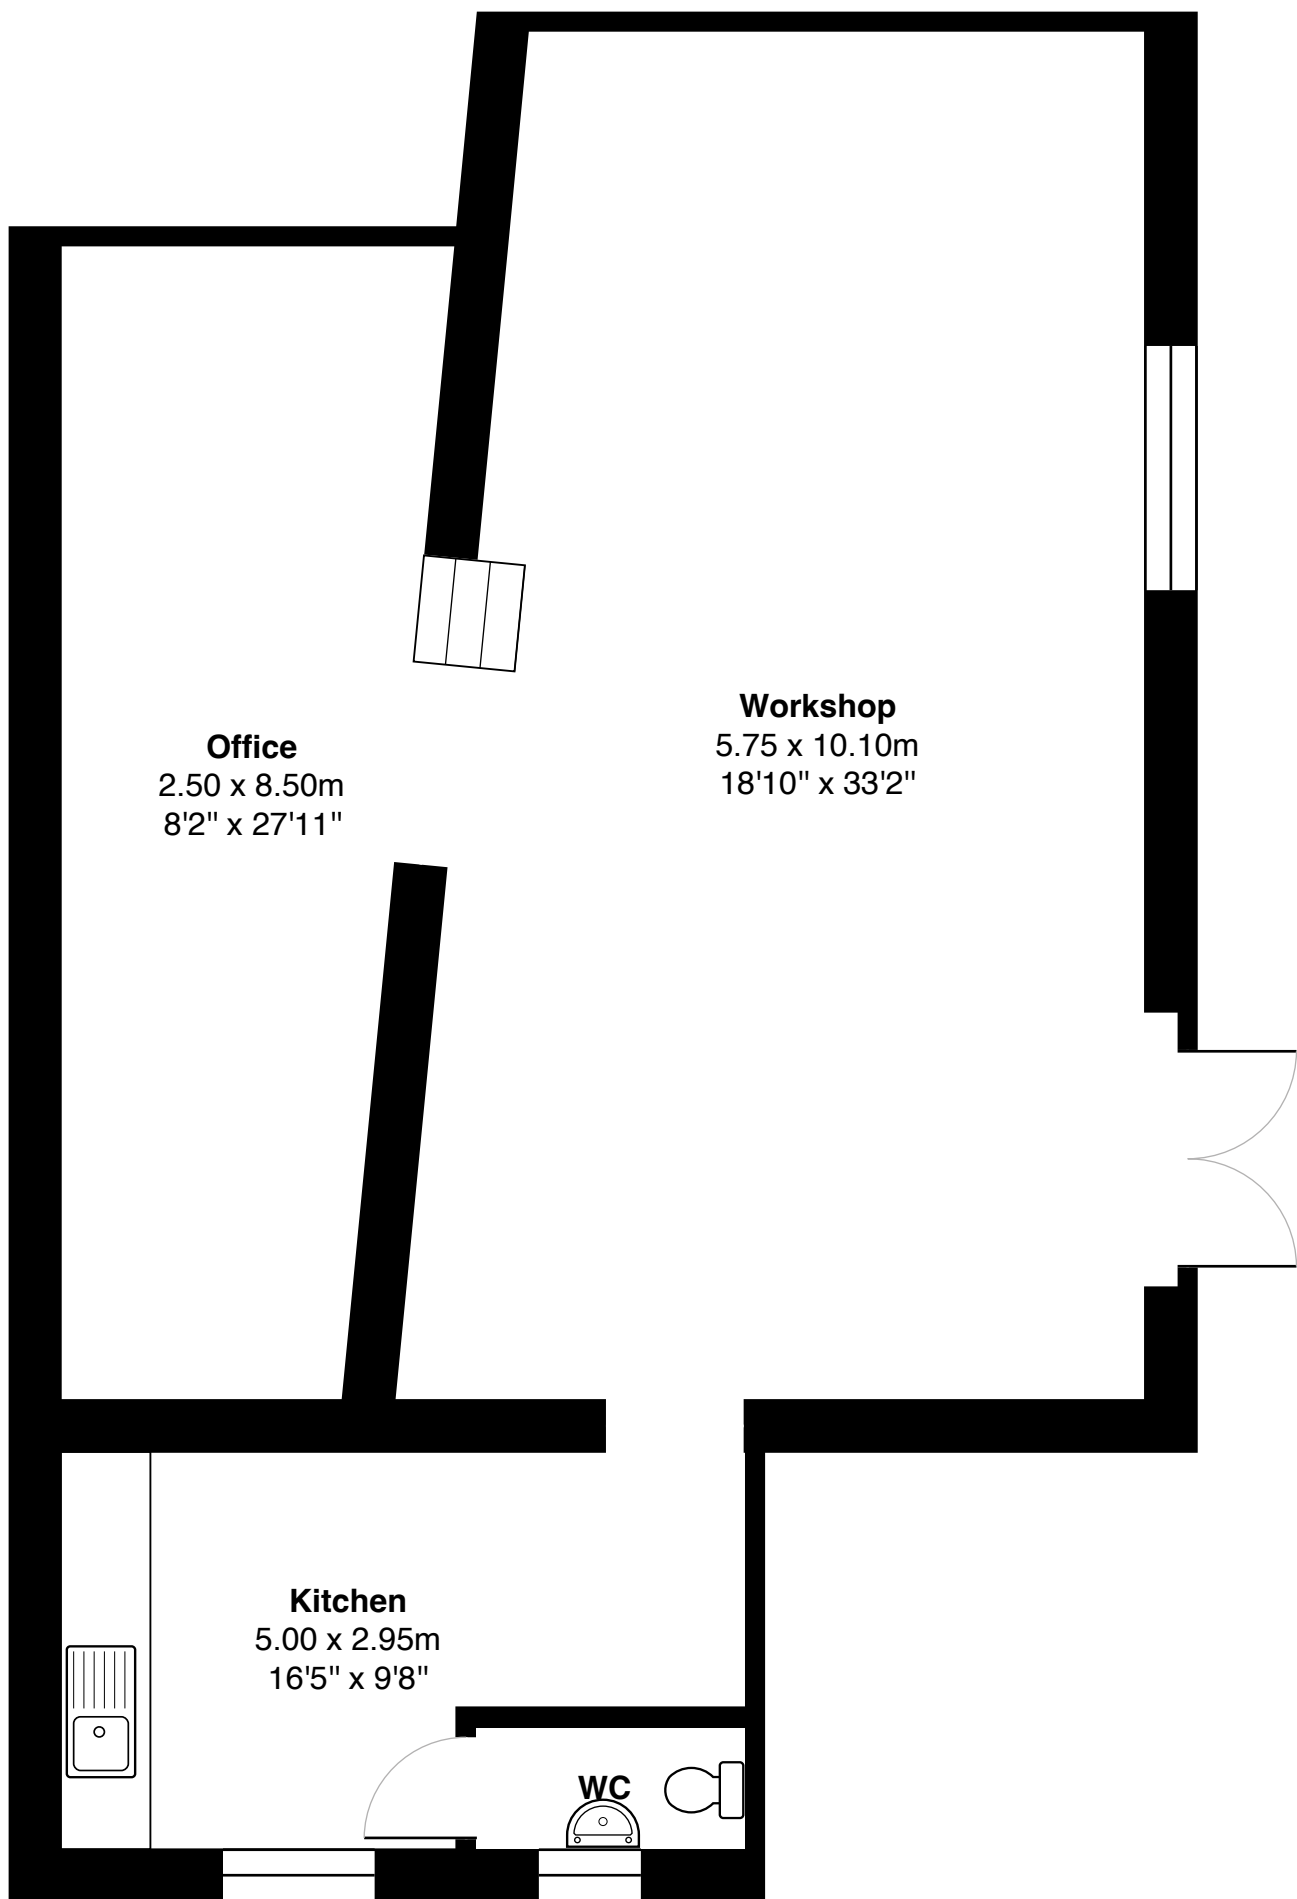 Workshop
5.75 x 10.10m
18'10" x 33'2"
Office
2.50 x 8.50m
8'2" x 27'11"
Kitchen
5.00 x 2.95m
16'5" x 9'8"
WC